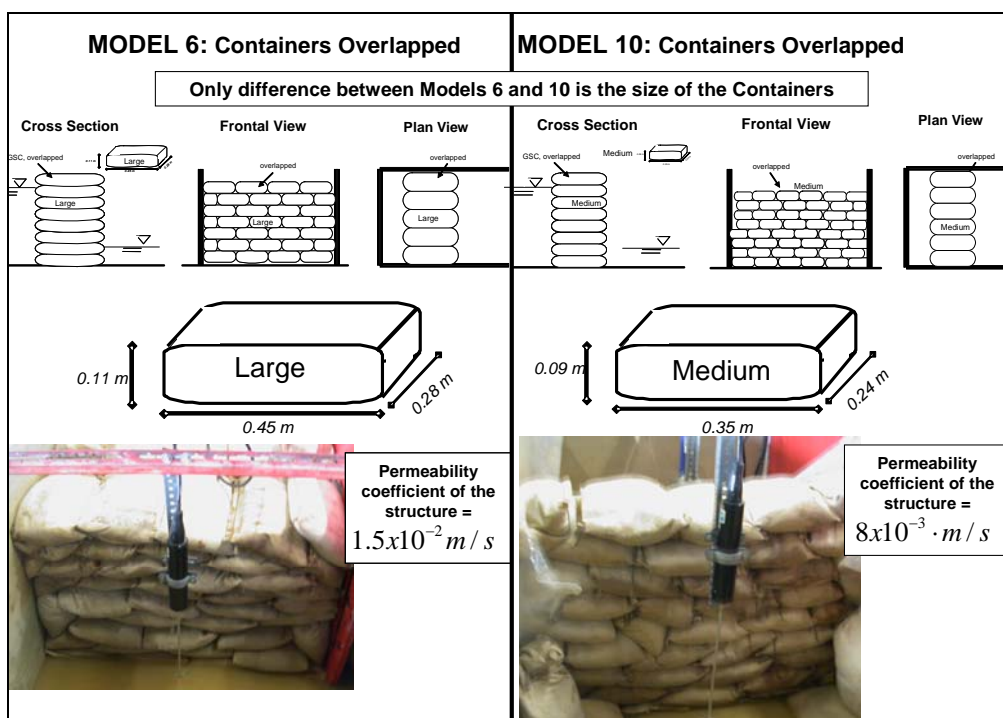 MODEL 6: Containers Overlapped
MODEL 10: Containers Overlapped
Only difference between Models 6 and 10 is the size of the Containers
Cross Section
Frontal View
Plan View
GSC, overlapped
Large
overlapped
overlapped
Large
Large
Large
Large
0.11 m
0.28 m
0.45 m
Permeability
coefficient of the
structure =
1.5x10⁻² m / s
Cross Section
Frontal View
Plan View
GSC, overlapped
Medium
overlapped
Medium
overlapped
Medium
Medium
Medium
0.09 m
0.24 m
0.35 m
Permeability
coefficient of the
structure =
8x10⁻³ · m / s